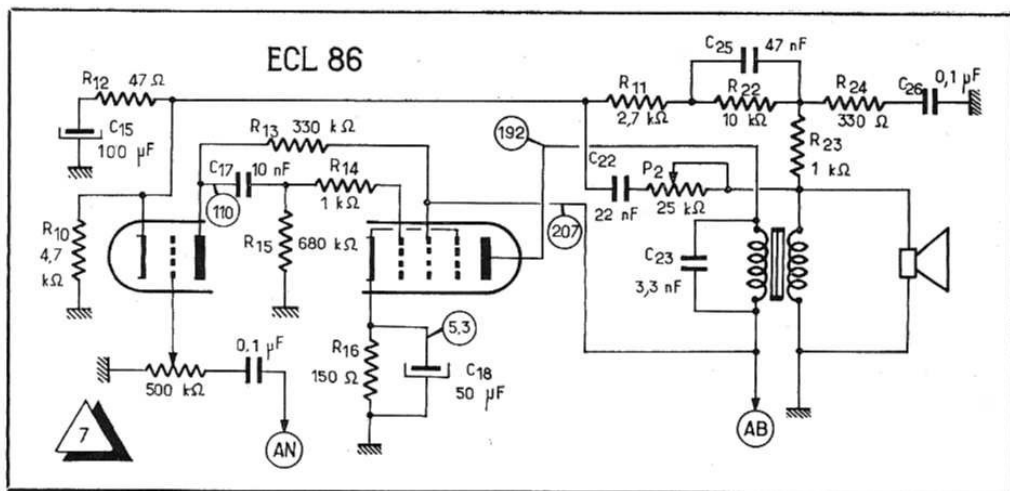 ECL 86
R12 47 Ω
C15
100 µF
R13 330 kΩ
C17 10 nF
110
R14
1 kΩ
R15 680 kΩ
R10
4,7
kΩ
0,1 µF
500 kΩ
AN
7
5,3
R16
150 Ω
C18
50 µF
192
207
C25 47 nF
R11
2,7 kΩ
R22
10 kΩ
R24
330 Ω
C26 0,1 µF
R23
1 kΩ
C22
22 nF
P2
25 kΩ
C23
3,3 nF
AB